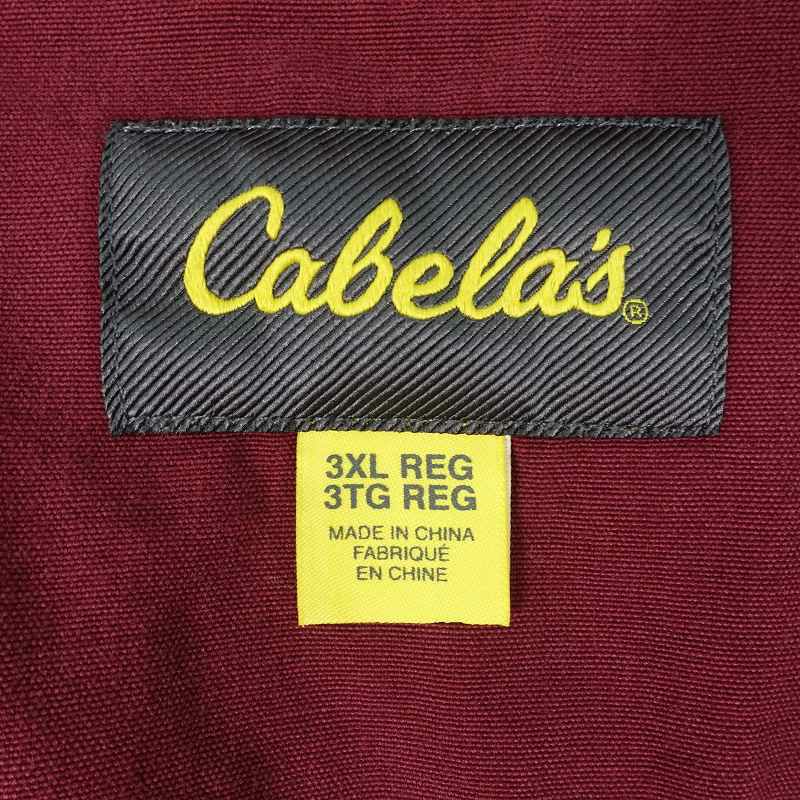 Cabela's®
3XL REG
3TG REG
MADE IN CHINA
FABRIQUÉ
EN CHINE